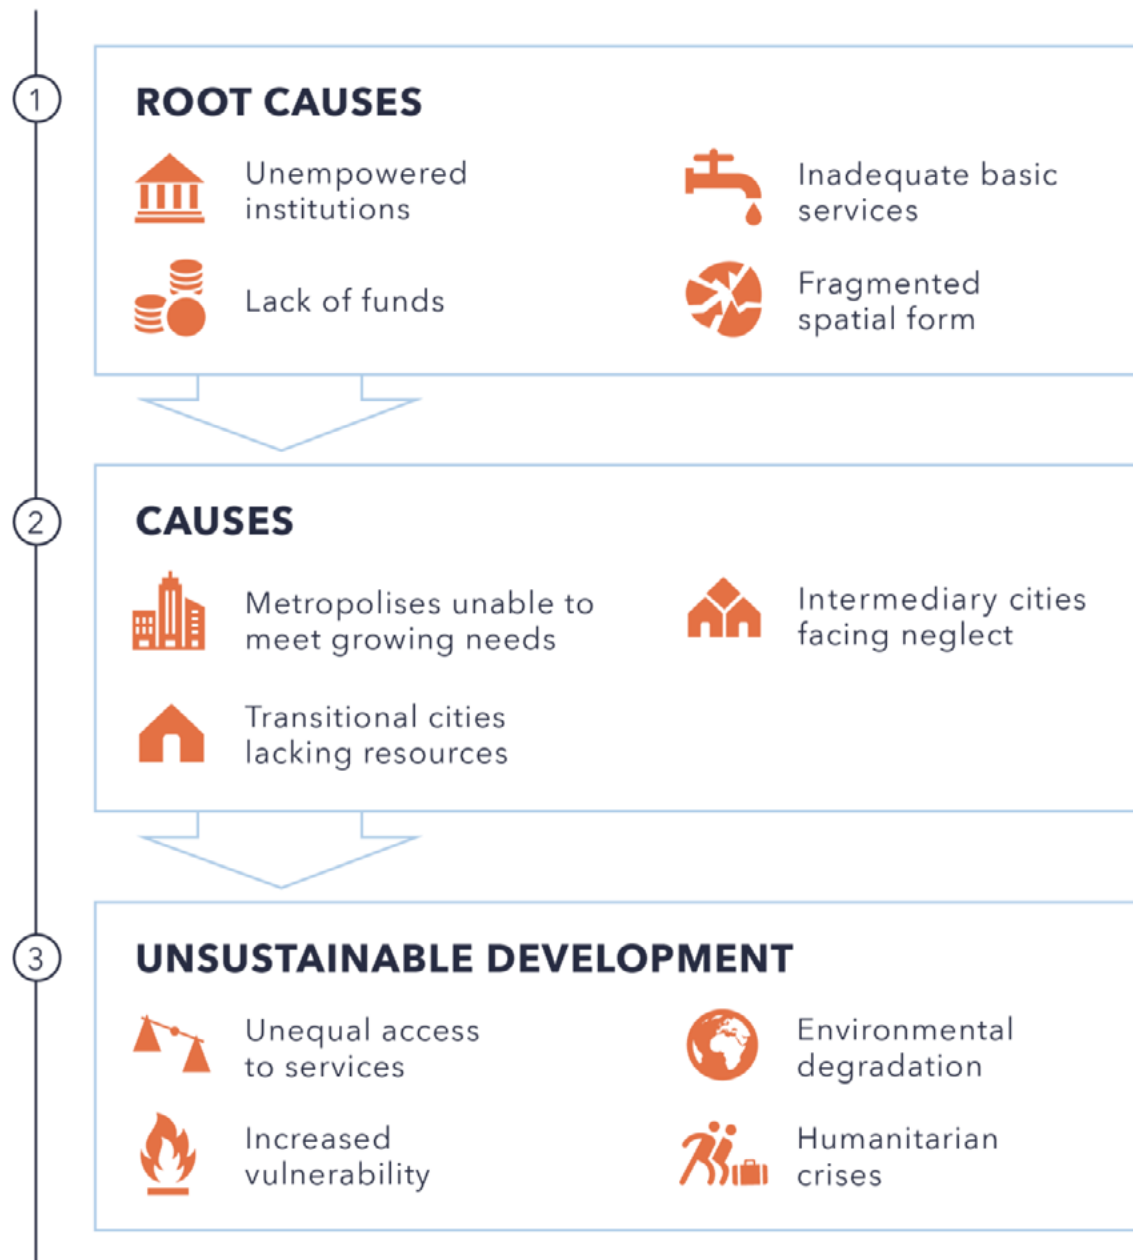 1
ROOT CAUSES
Unempowered
institutions
Inadequate basic
services
Lack of funds
Fragmented
spatial form
2
CAUSES
Metropolises unable to
meet growing needs
Intermediary cities
facing neglect
Transitional cities
lacking resources
3
UNSUSTAINABLE DEVELOPMENT
Unequal access
to services
Environmental
degradation
Increased
vulnerability
Humanitarian
crises